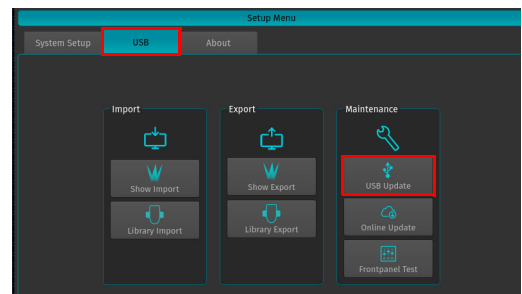 Setup Menu
System Setup
USB
About
Import
Show Import
Library Import
Export
Show Export
Library Export
Maintenance
USB Update
Online Update
Frontpanel Test